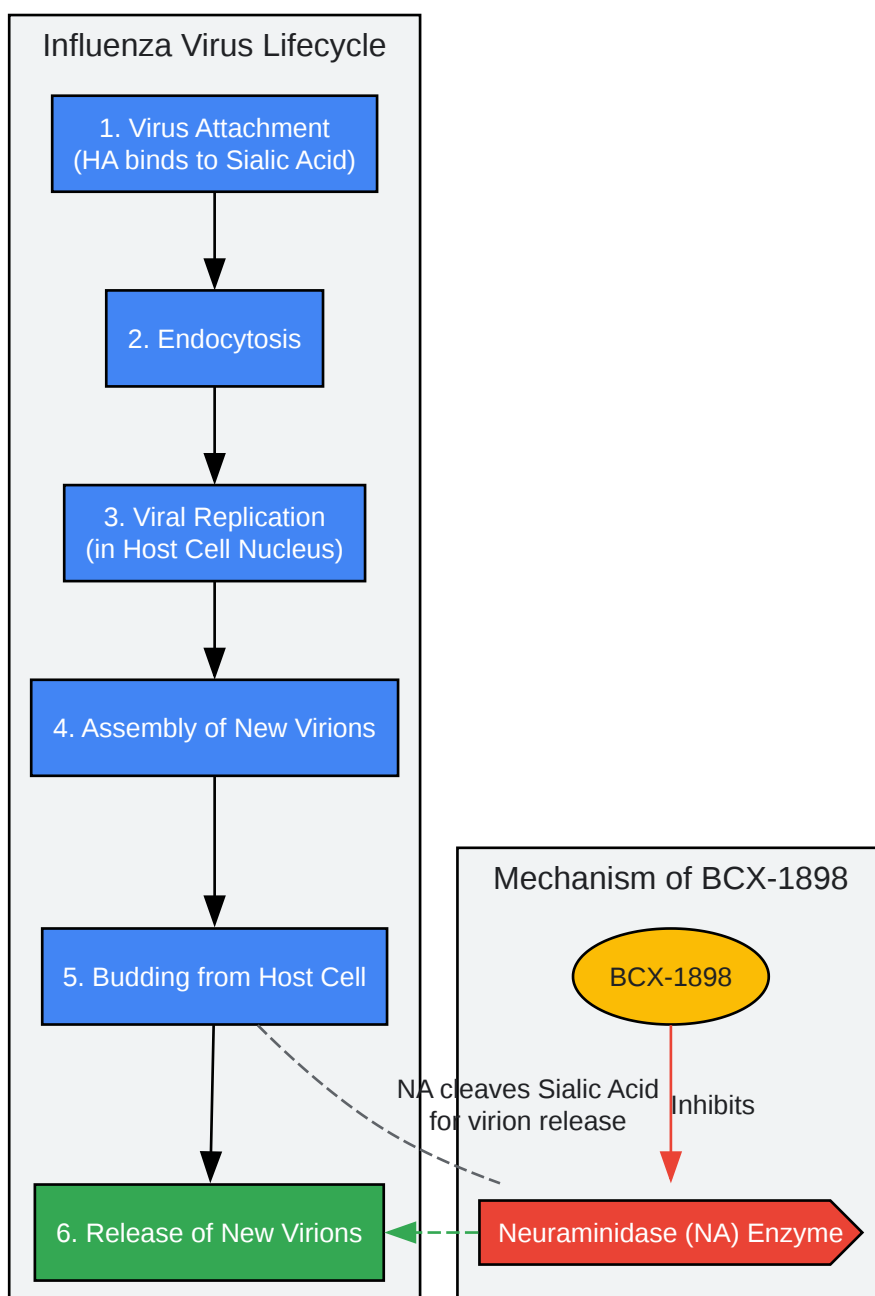 Influenza Virus Lifecycle
1. Virus Attachment
(HA binds to Sialic Acid)
2. Endocytosis
3. Viral Replication
(in Host Cell Nucleus)
4. Assembly of New Virions
5. Budding from Host Cell
6. Release of New Virions
Mechanism of BCX-1898
BCX-1898
NA cleaves Sialic Acid
for virion release
Inhibits
Neuraminidase (NA) Enzyme